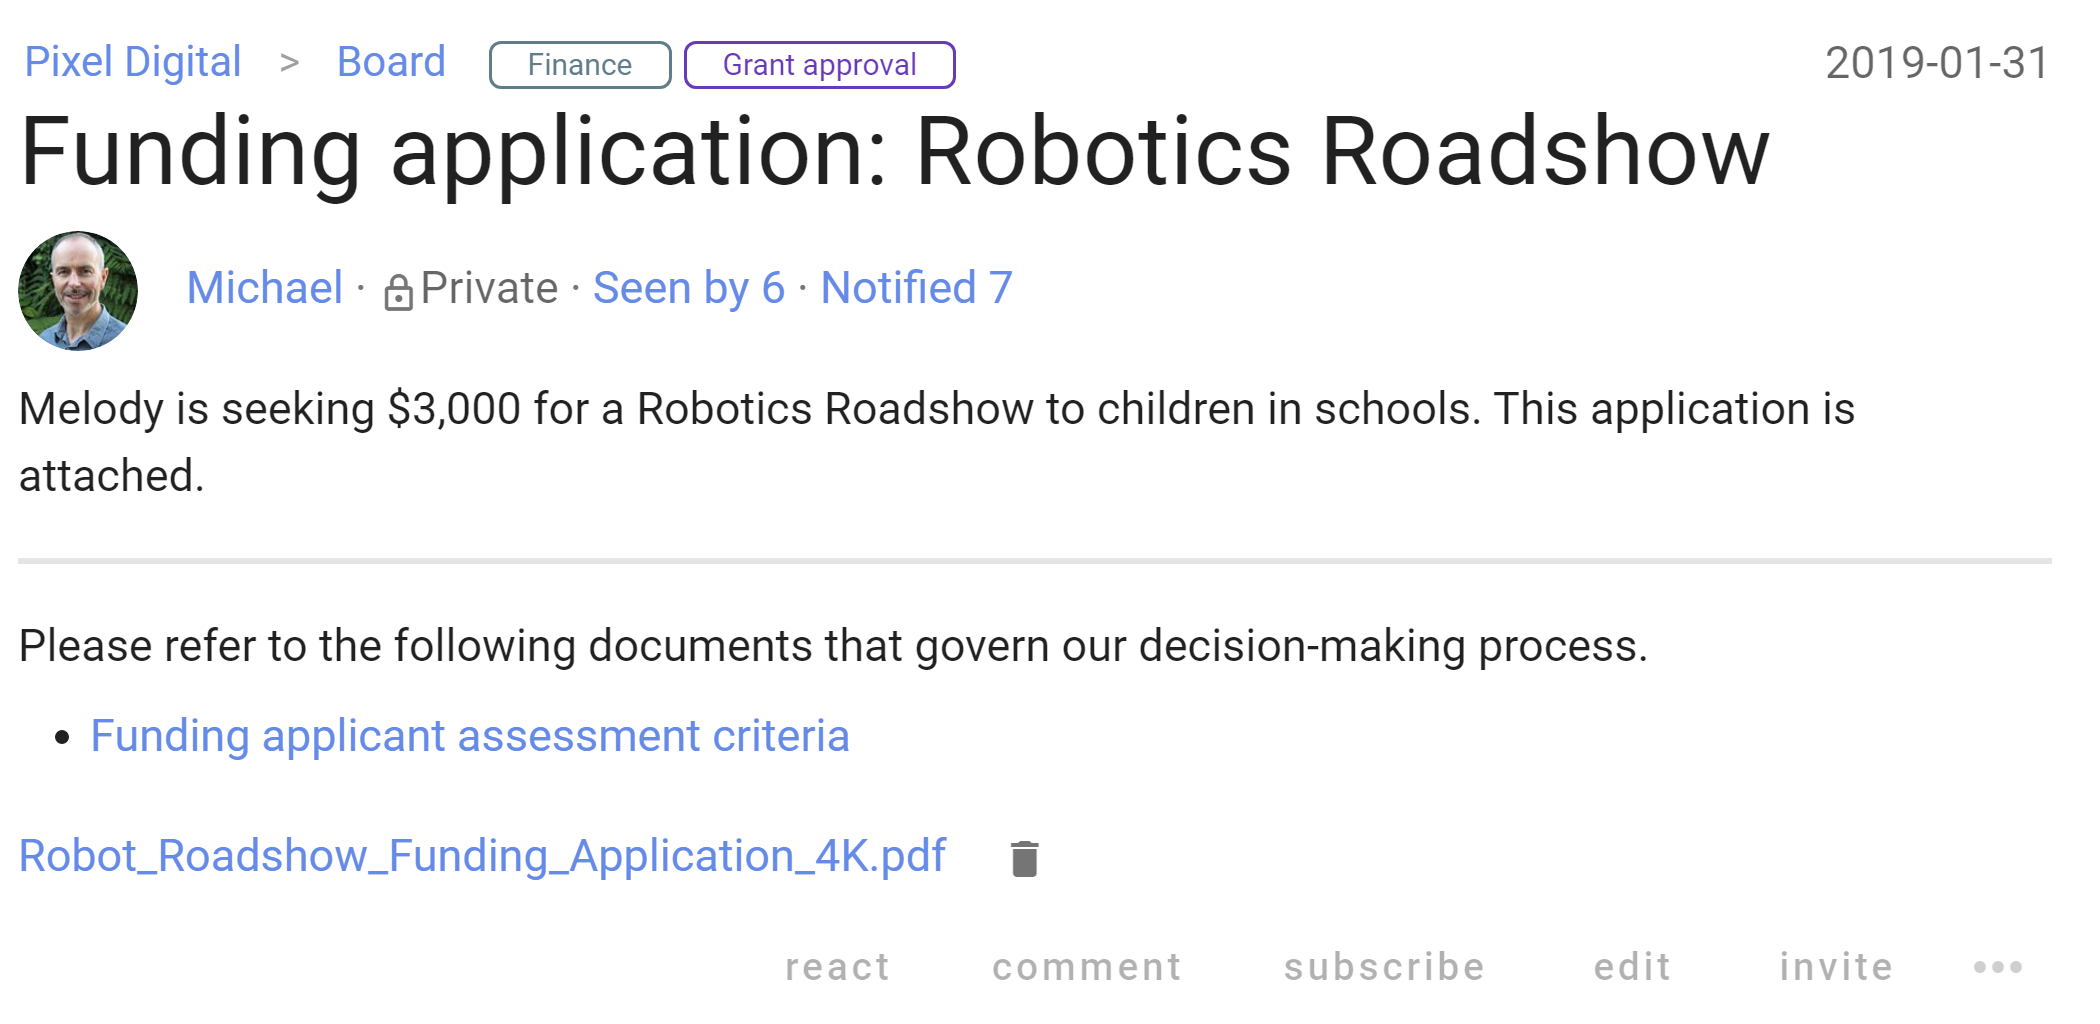 Pixel Digital > Board Finance Grant approval 2019-01-31
Funding application: Robotics Roadshow
Michael · Private · Seen by 6 · Notified 7
Melody is seeking $3,000 for a Robotics Roadshow to children in schools. This application is
attached.
Please refer to the following documents that govern our decision-making process.
• Funding applicant assessment criteria
Robot_Roadshow_Funding_Application_4K.pdf
react comment subscribe edit invite •••